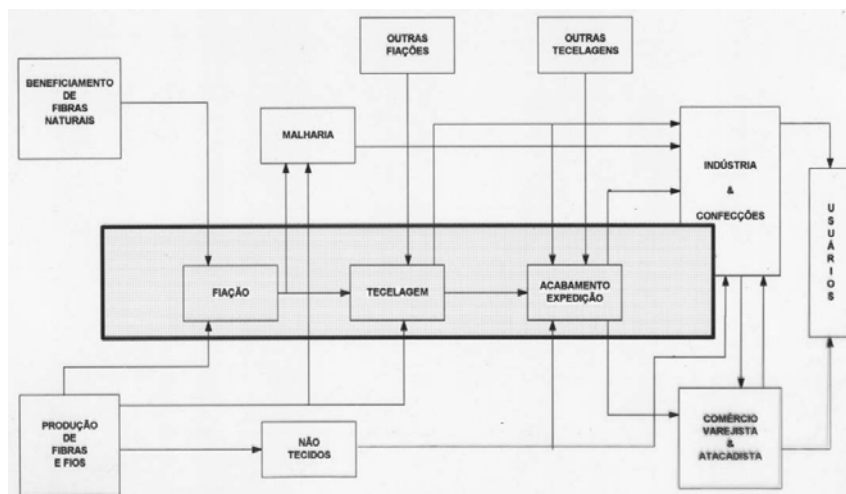 OUTRAS
FIAÇÕES
OUTRAS
TECELAGENS
BENEFICIAMENTO
DE
FIBRAS
NATURAIS
MALHARIA
INDÚSTRIA
&
CONFECÇÕES
USUÁRIOS
FIAÇÃO
TECELAGEM
ACABAMENTO
EXPEDIÇÃO
PRODUÇÃO
DE
FIBRAS
E FIOS
NÃO
TECIDOS
COMÉRCIO
VAREJISTA
&
ATACADISTA